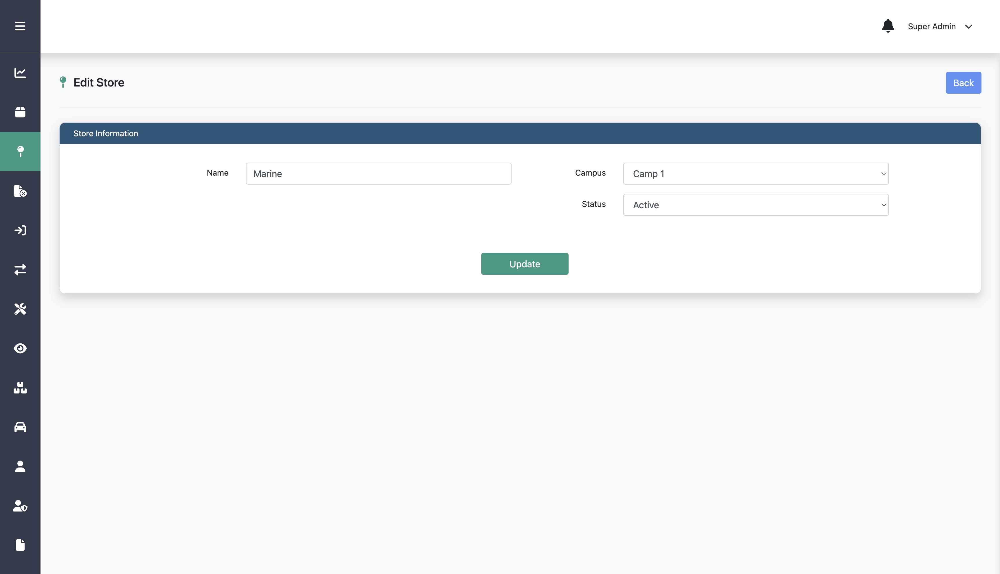 Super Admin
Edit Store
Back
Store Information
Name
Marine
Campus
Camp 1
Status
Active
Update